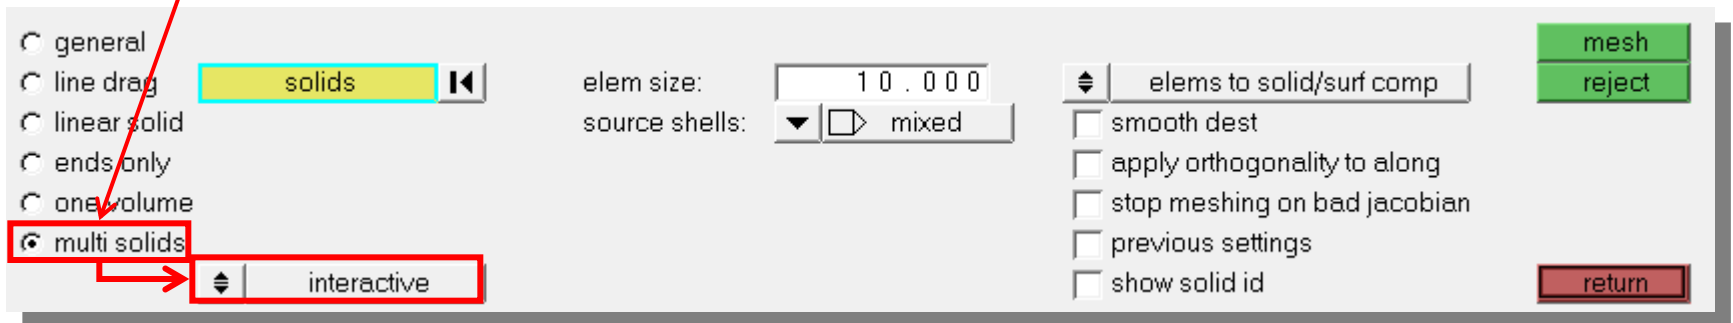 general
line drag
linear solid
ends only
one volume
multi solids
solids
interactive
elem size: 10.000
source shells: mixed
elems to solid/surf comp
smooth dest
apply orthogonality to along
stop meshing on bad jacobian
previous settings
show solid id
mesh
reject
return